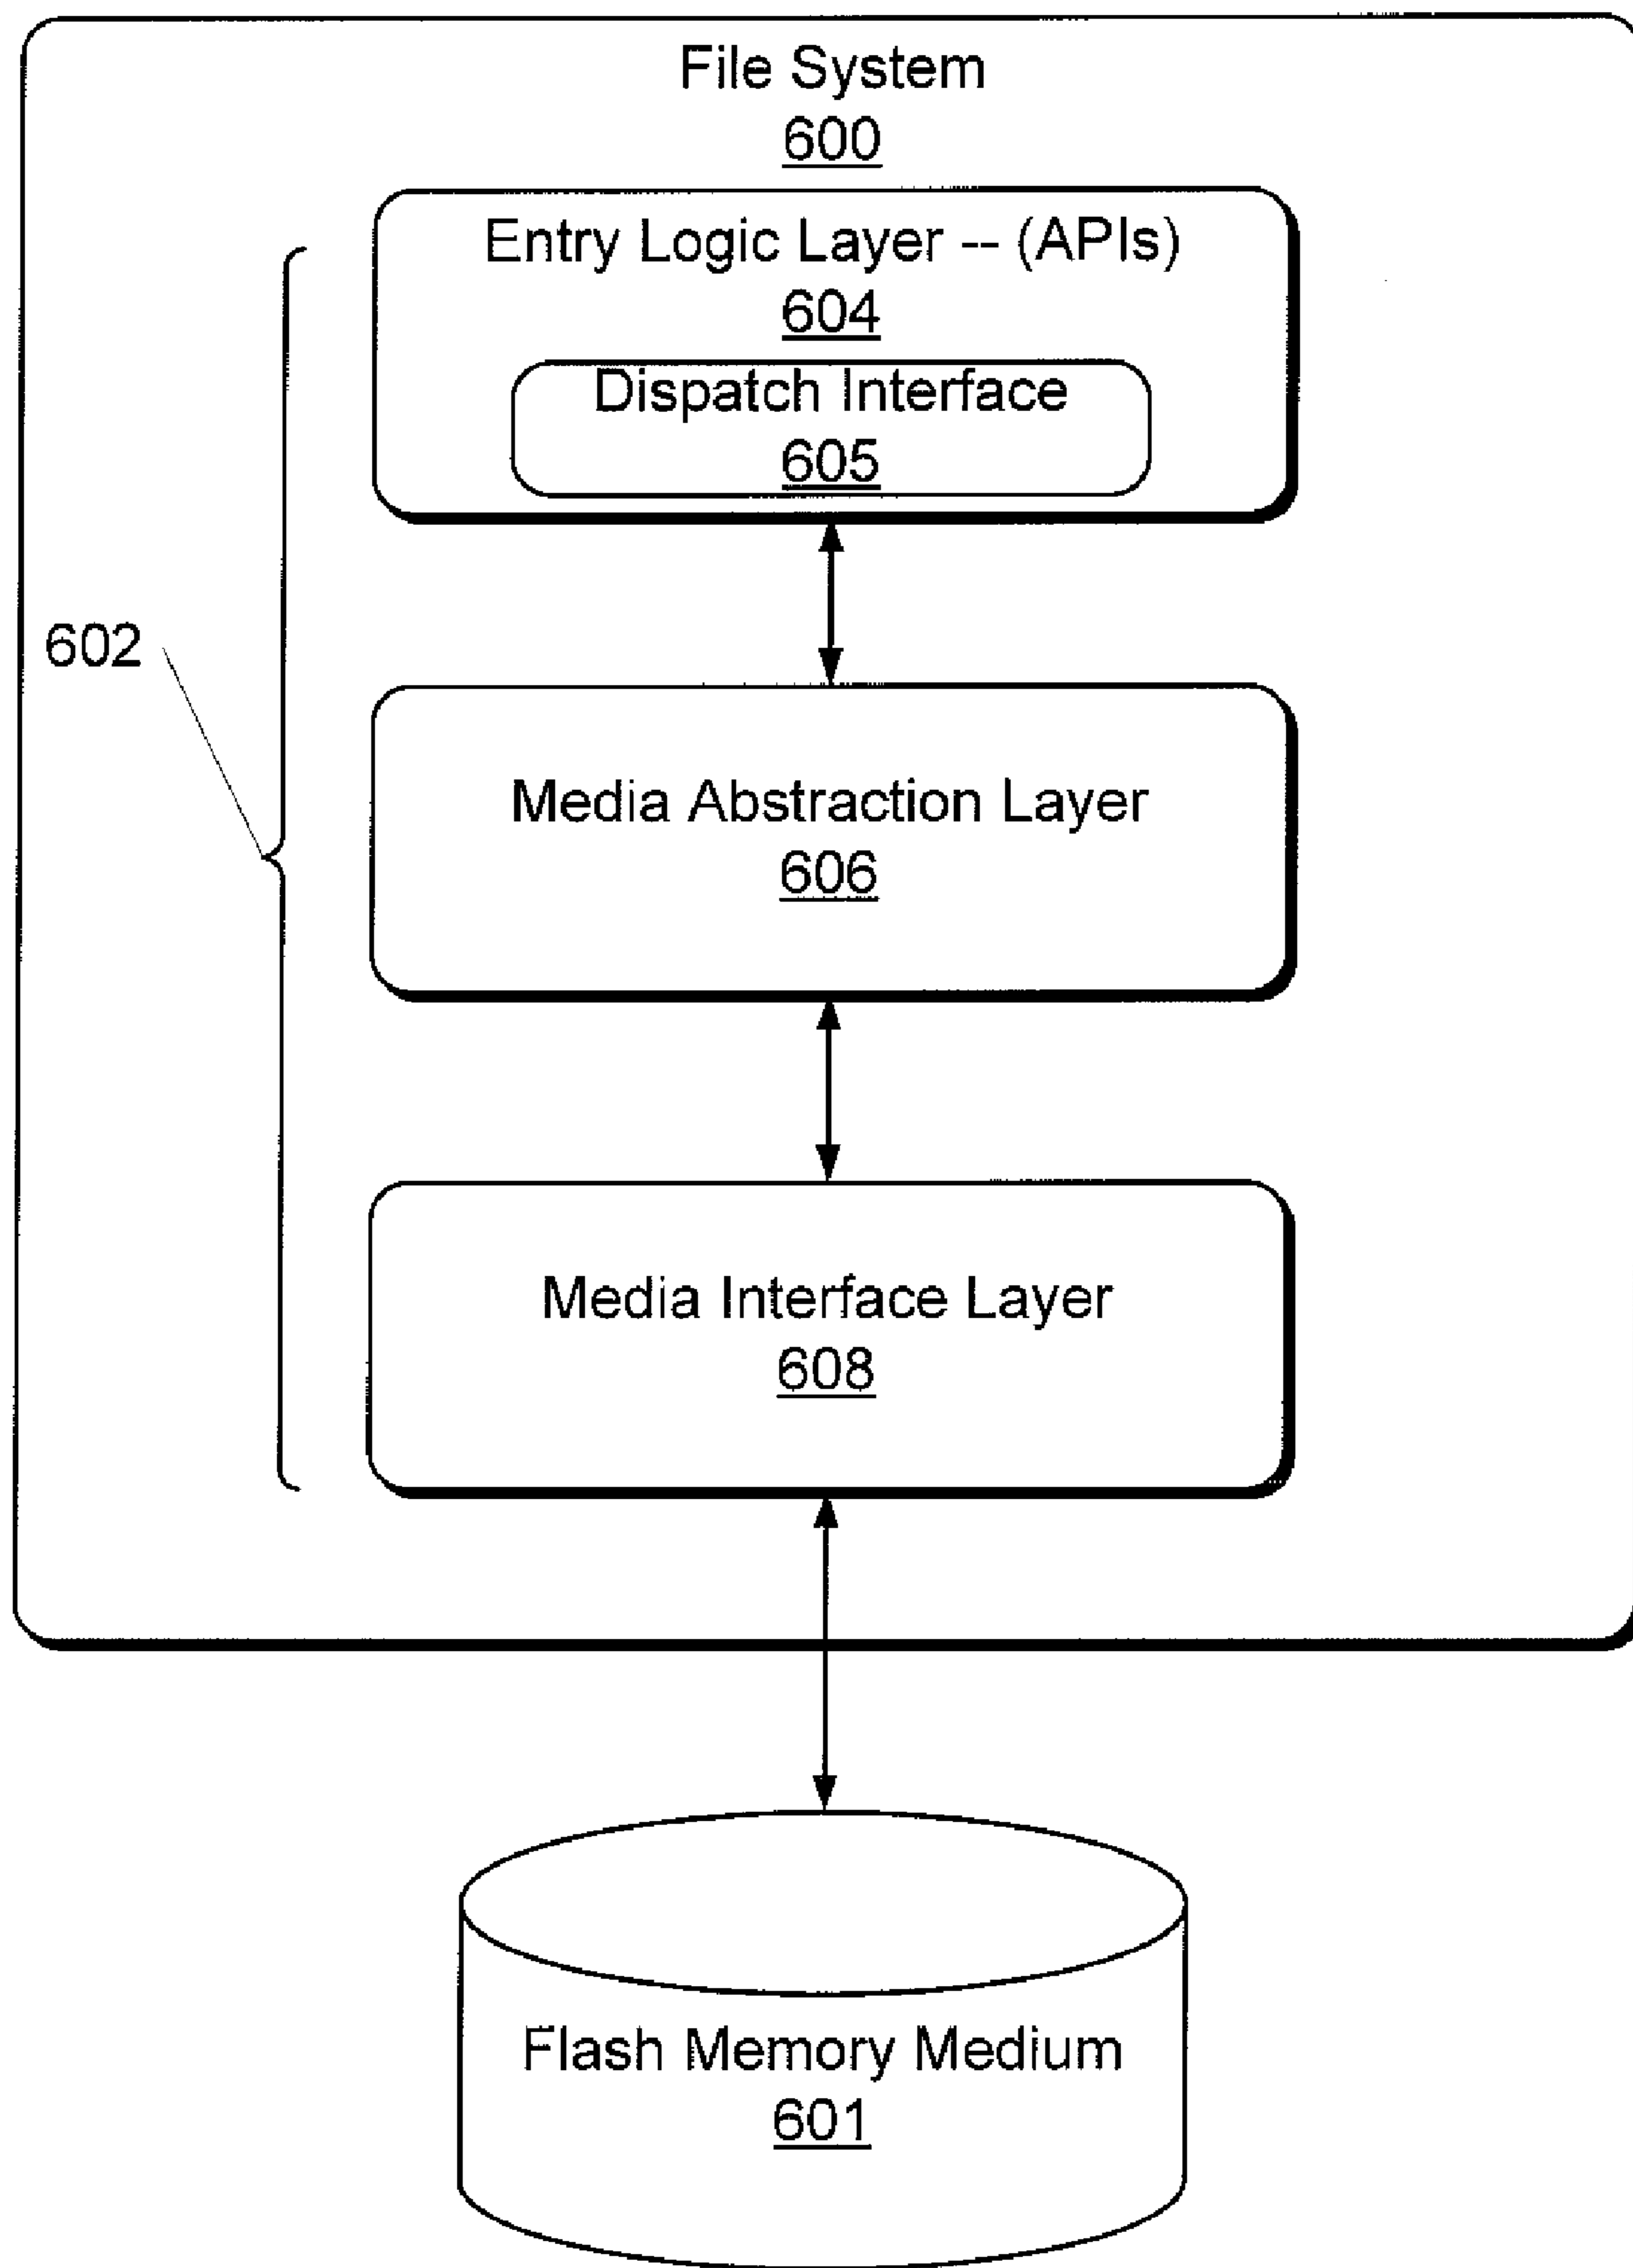 File System
600
Entry Logic Layer -- (APIs)
604
Dispatch Interface
605
602
Media Abstraction Layer
606
Media Interface Layer
608
Flash Memory Medium
601